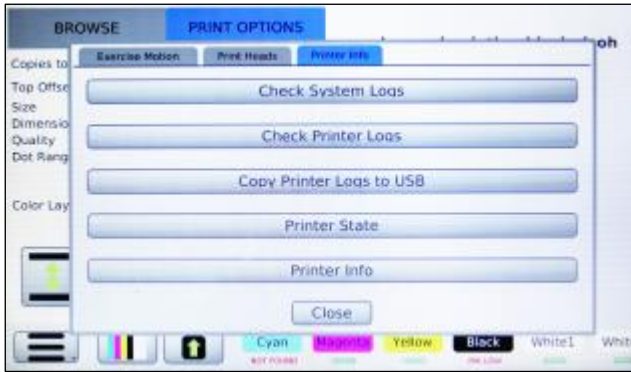 BROWSE PRINT OPTIONS
Exercise Motion Print Heads Printer Info
Copies to
Check System Logs
Top Offse
Size
Dimensio
Check Printer Logs
Quality
Dot Rang
Copy Printer Logs to USB
Color Lay
Printer State
Printer Info
Close
Cyan Magenta Yellow Black White1 Whit
NOT FOUND INK LOW